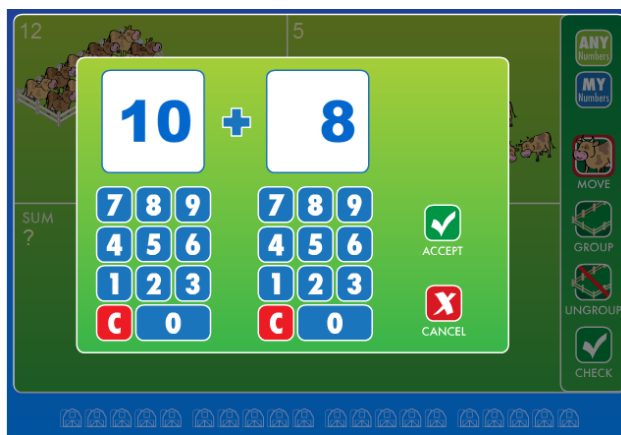 12
5
ANY
Numbers
MY
Numbers
10 + 8
7 8 9
4 5 6
1 2 3
C 0
7 8 9
4 5 6
1 2 3
C 0
ACCEPT
CANCEL
SUM
?
MOVE
GROUP
UNGROUP
CHECK